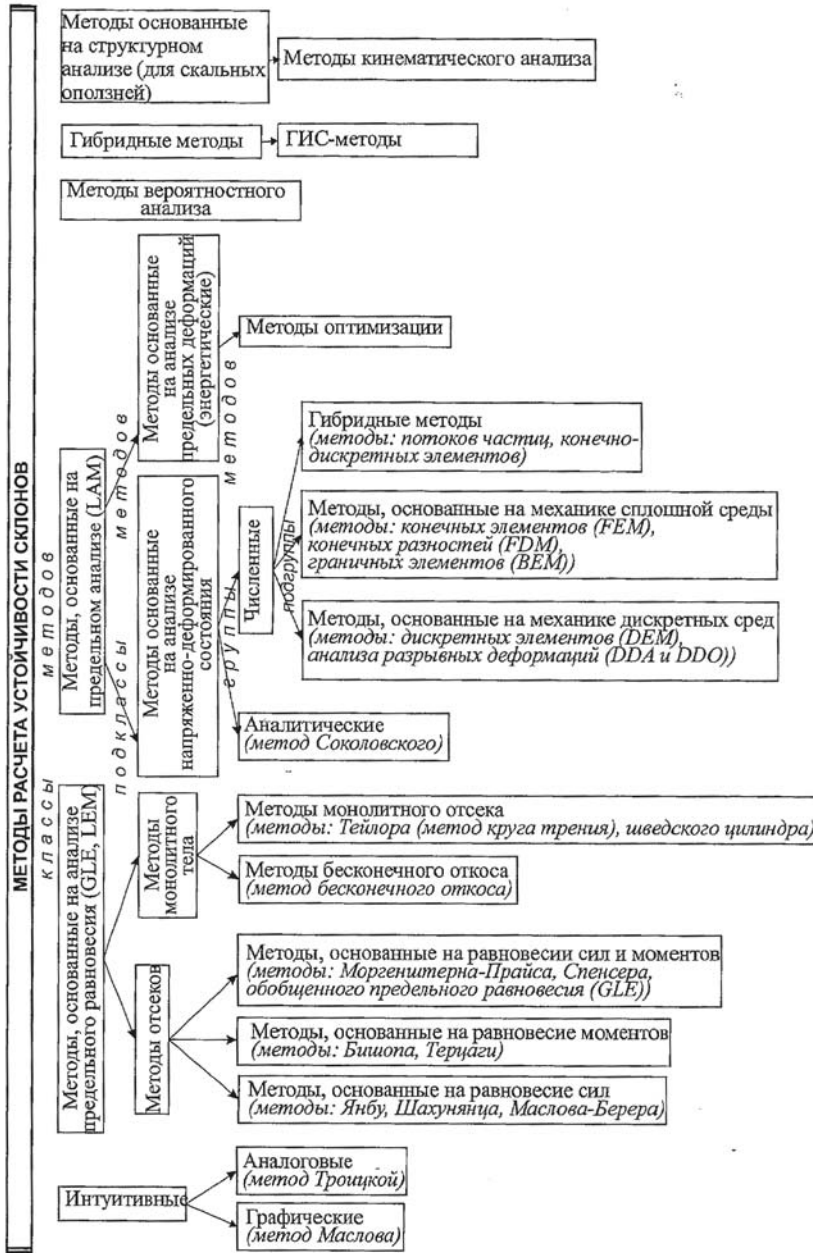 МЕТОДЫ РАСЧЕТА УСТОЙЧИВОСТИ СКЛОНОВ
Методы основанные
на структурном
анализе (для скальных
оползней)
Методы кинематического анализа
Гибридные методы
ГИС-методы
Методы вероятностного
анализа
классы методов
подклассы методов
группы методов
подгруппы
Методы, основанные на
предельном анализе (LAM)
Методы основанные
на анализе
предельных деформаций
(энергетические)
Методы оптимизации
Методы основанные
на анализе
напряженно-деформированного
состояния
Численные
Гибридные методы
(методы: потоков частиц, конечно-
дискретных элементов)
Методы, основанные на механике сплошной среды
(методы: конечных элементов (FEM),
конечных разностей (FDM),
граничных элементов (BEM))
Методы, основанные на механике дискретных сред
(методы: дискретных элементов (DEM),
анализа разрывных деформаций (DDA и DDO))
Аналитические
(метод Соколовского)
Методы, основанные на анализе
предельного равновесия (GLE, LEM)
Методы
монолитного
тела
Методы монолитного отсека
(методы: Тейлора (метод круга трения), шведского цилиндра)
Методы бесконечного откоса
(метод бесконечного откоса)
Методы отсеков
Методы, основанные на равновесии сил и моментов
(методы: Моргенштерна-Прайса, Спенсера,
обобщенного предельного равновесия (GLE))
Методы, основанные на равновесие моментов
(методы: Бишопа, Терцаги)
Методы, основанные на равновесие сил
(методы: Янбу, Шахунянца, Маслова-Берера)
Интуитивные
Аналоговые
(метод Троицкой)
Графические
(метод Маслова)